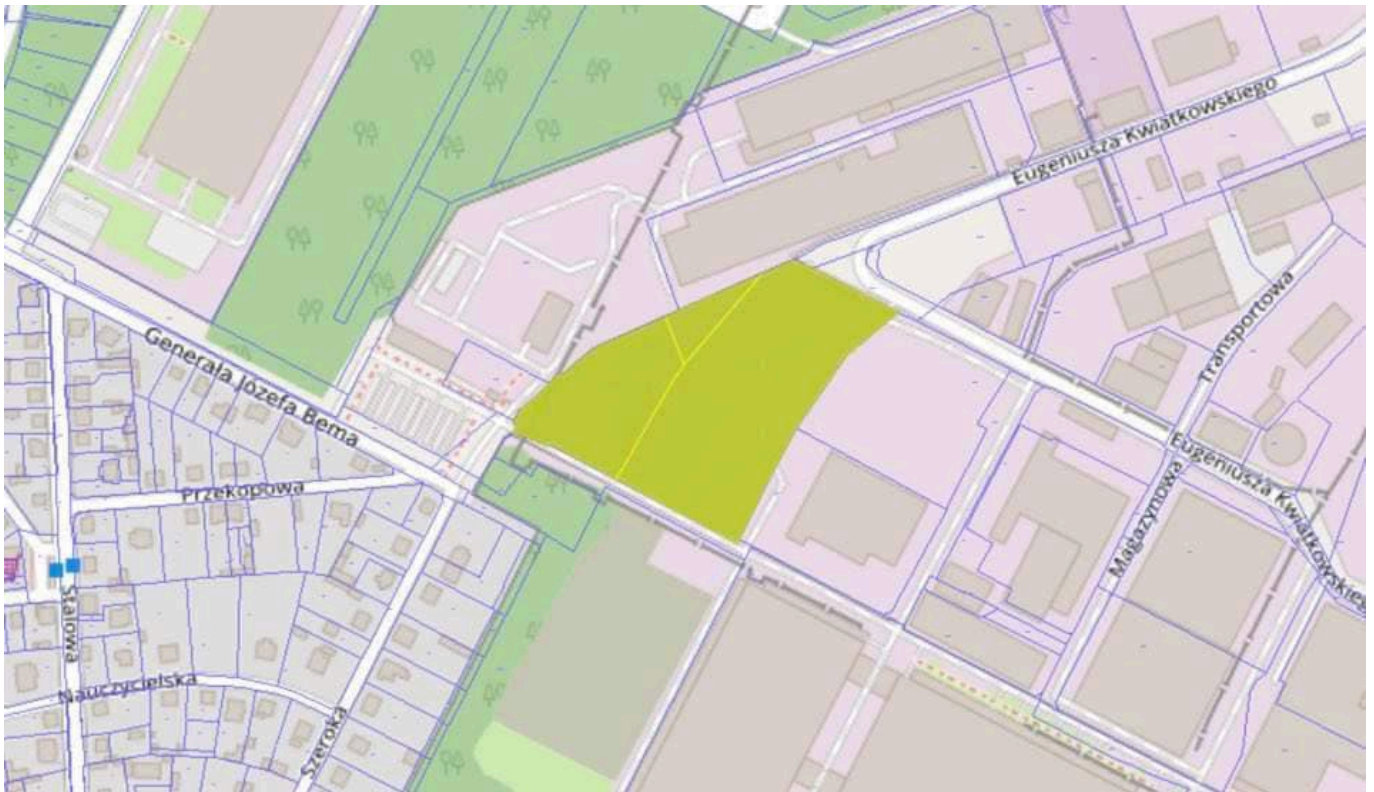 Eugeniusza Kwiatkowskiego
Transportowa
Generała Józefa Bema
Eugeniusza Kwiatkowskiego
Magazynowa
Przekopowa
Stalowa
Nauczycielska
Szeroka